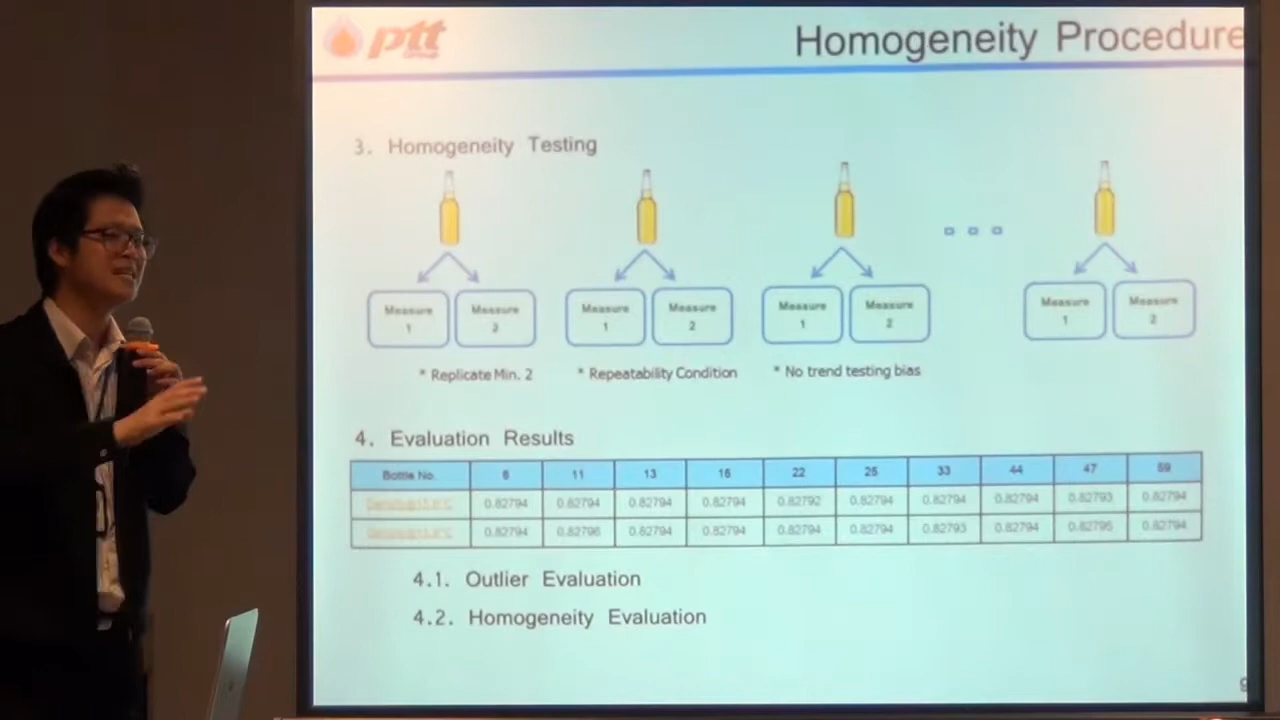 ptt
Homogeneity Procedure
3. Homogeneity Testing
Measure 1 Measure 2 Measure 1 Measure 2 Measure 1 Measure 2 Measure 1 Measure 2
* Replicate Min. 2 * Repeatability Condition * No trend testing bias
4. Evaluation Results
Bottle No. 6 11 13 16 22 25 33 44 47 59
0.82794 0.82794 0.82794 0.82794 0.82792 0.82794 0.82794 0.82794 0.82793 0.82794
0.82794 0.82796 0.82794 0.82794 0.82794 0.82794 0.82793 0.82794 0.82795 0.82794
4.1. Outlier Evaluation
4.2. Homogeneity Evaluation